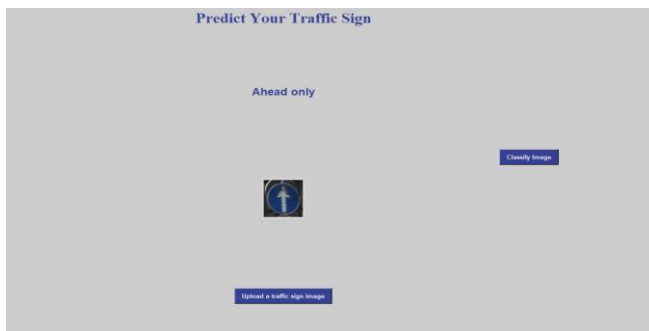 Predict Your Traffic Sign
Ahead only
Classify Image
Upload a traffic sign image